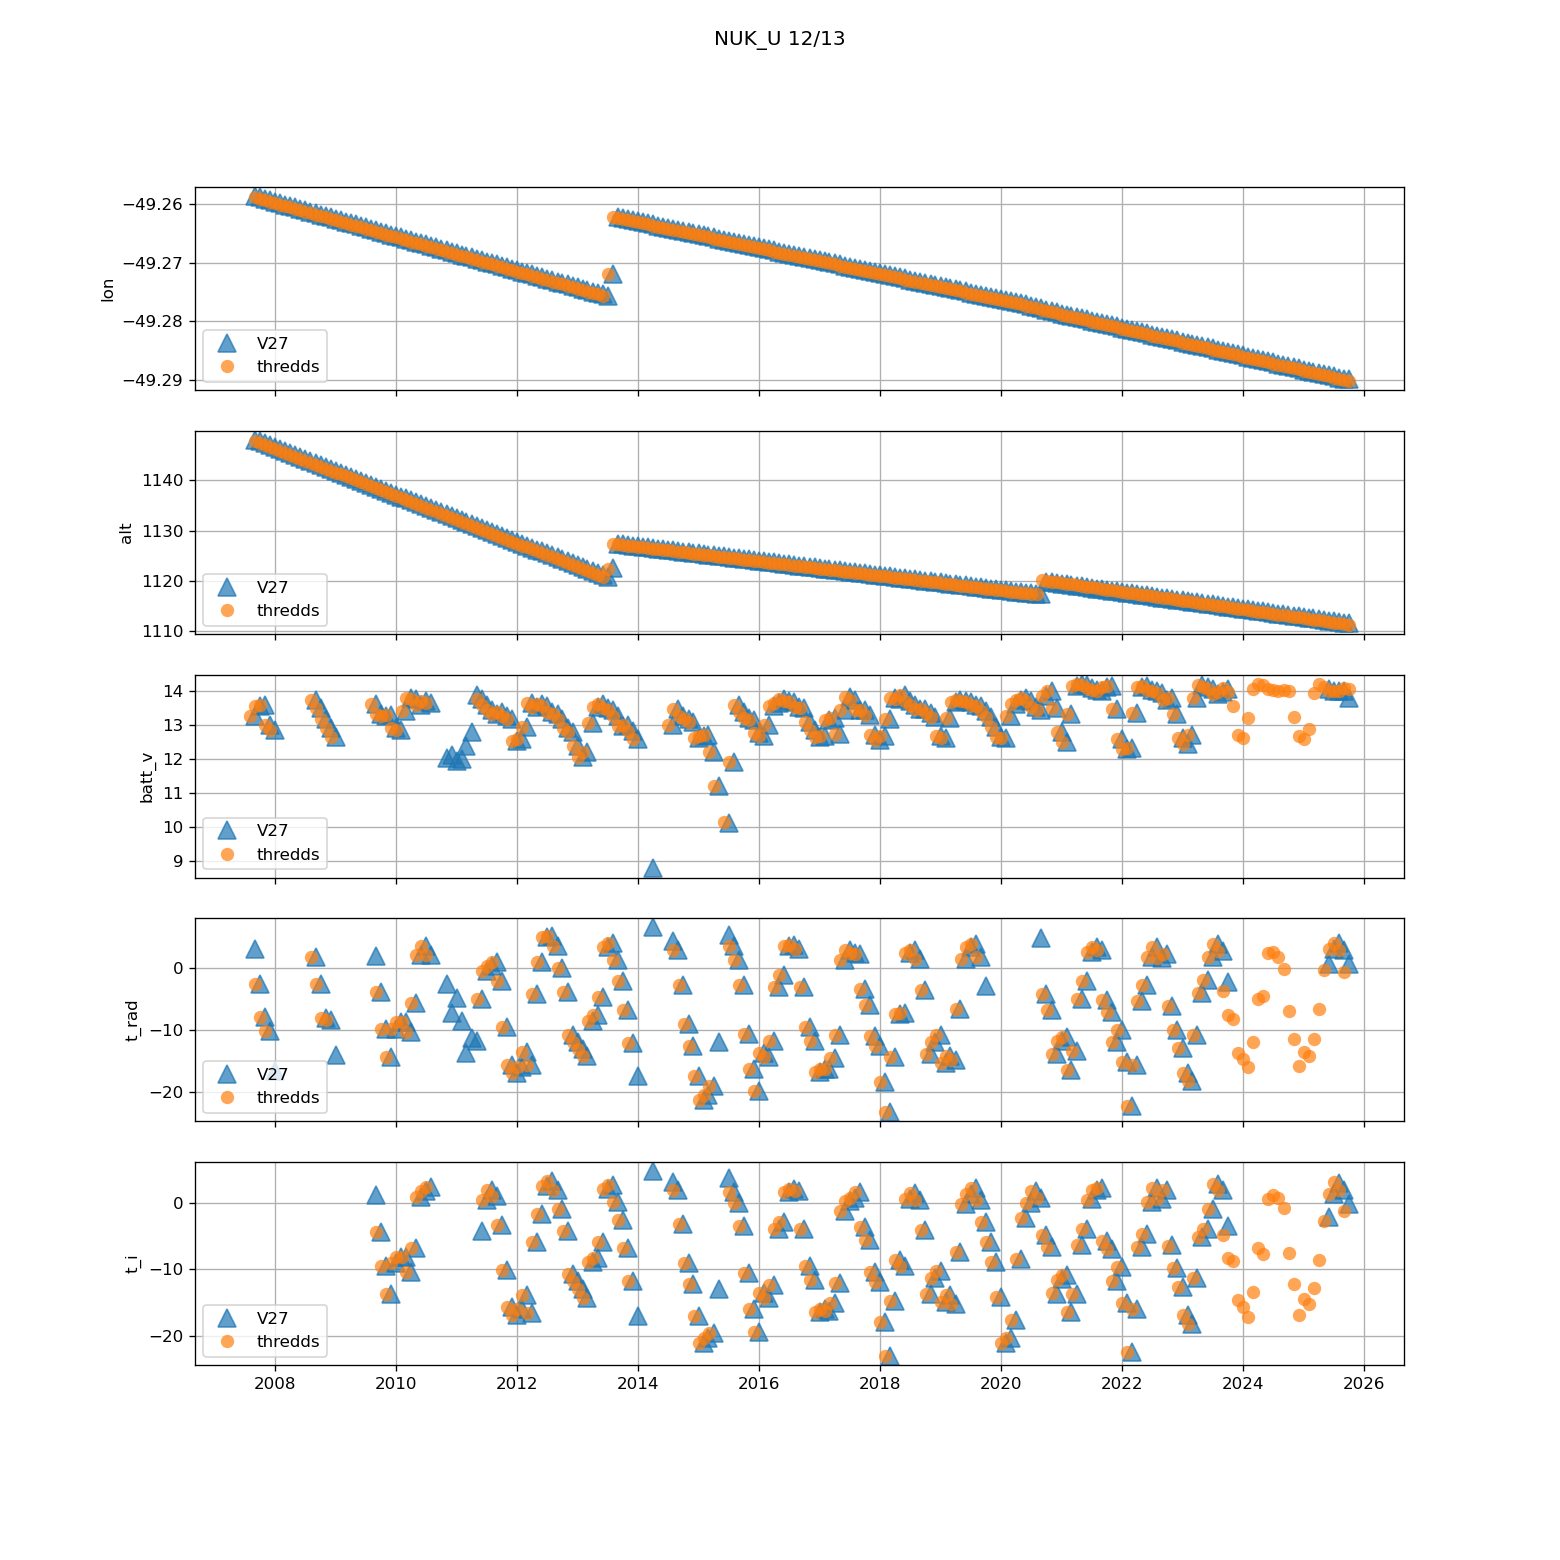 NUK_U 12/13
−49.26
−49.27
−49.28
−49.29
lon
V27
thredds
1140
1130
1120
1110
alt
V27
thredds
14
13
12
11
10
9
batt_v
V27
thredds
0
−10
−20
t_rad
V27
thredds
0
−10
−20
t_i
V27
thredds
2008 2010 2012 2014 2016 2018 2020 2022 2024 2026